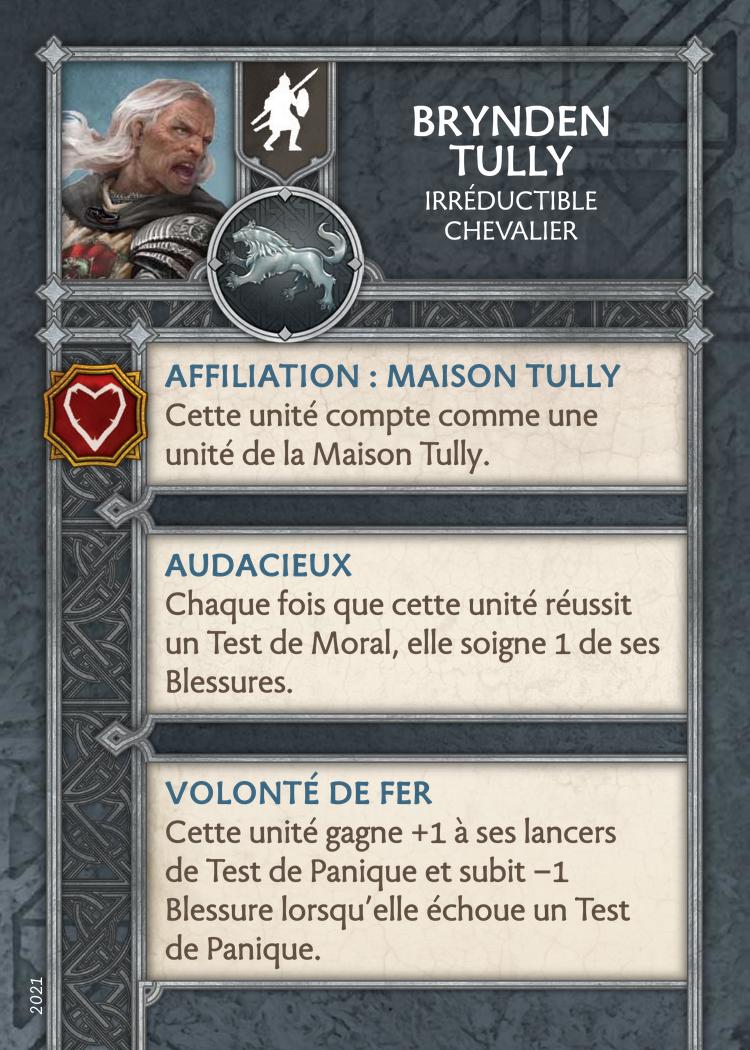 BRYNDEN
TULLY
IRRÉDUCTIBLE
CHEVALIER
AFFILIATION : MAISON TULLY
Cette unité compte comme une
unité de la Maison Tully.
AUDACIEUX
Chaque fois que cette unité réussit
un Test de Moral, elle soigne 1 de ses
Blessures.
VOLONTÉ DE FER
Cette unité gagne +1 à ses lancers
de Test de Panique et subit −1
Blessure lorsqu'elle échoue un Test
de Panique.
2021